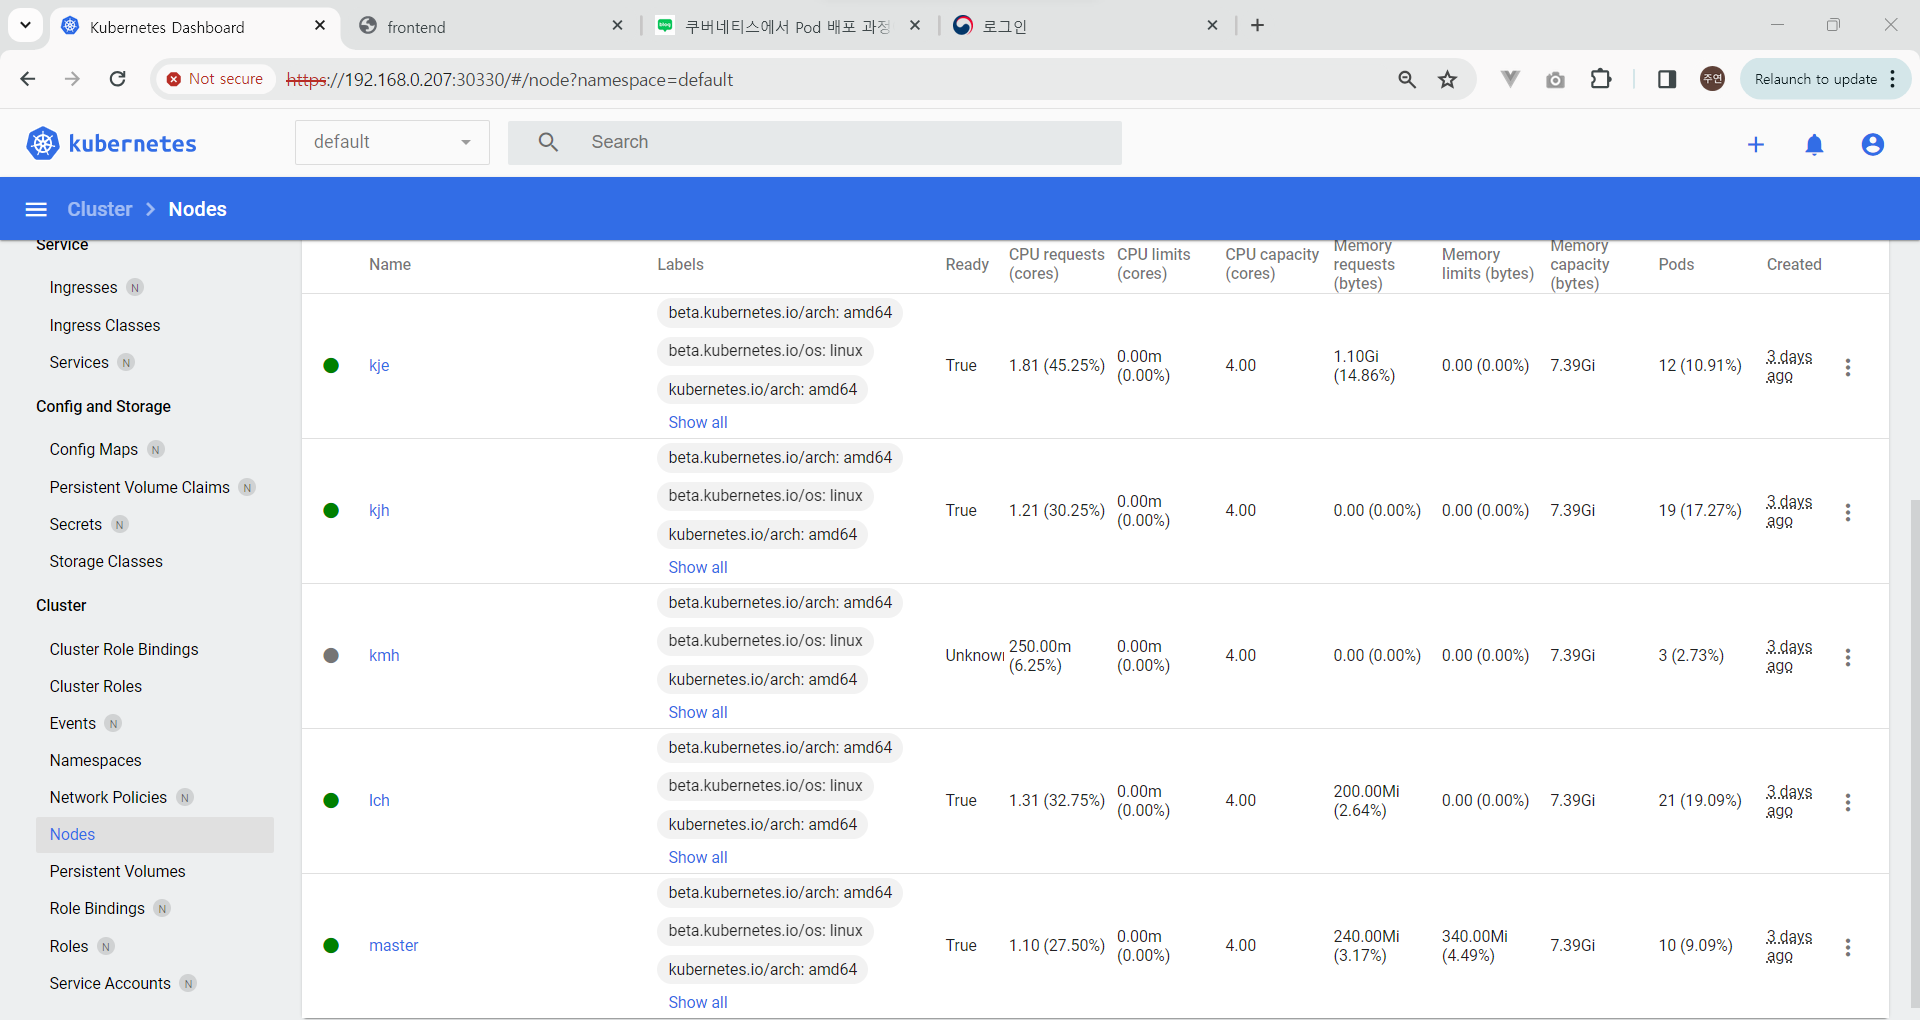 Kubernetes Dashboard
frontend
쿠버네티스에서 Pod 배포 과정
로그인
Not secure
https://192.168.0.207:30330/#/node?namespace=default
주연
Relaunch to update
kubernetes
default
Search
Cluster
Nodes
Service
Ingresses N
Ingress Classes
Services N
Config and Storage
Config Maps N
Persistent Volume Claims N
Secrets N
Storage Classes
Cluster
Cluster Role Bindings
Cluster Roles
Events N
Namespaces
Network Policies N
Nodes
Persistent Volumes
Role Bindings N
Roles N
Service Accounts N
Name
Labels
Ready
CPU requests
(cores)
CPU limits
(cores)
CPU capacity
(cores)
Memory
requests
(bytes)
Memory
limits (bytes)
Memory
capacity
(bytes)
Pods
Created
kje
beta.kubernetes.io/arch: amd64
beta.kubernetes.io/os: linux
kubernetes.io/arch: amd64
Show all
True
1.81 (45.25%)
0.00m
(0.00%)
4.00
1.10Gi
(14.86%)
0.00 (0.00%)
7.39Gi
12 (10.91%)
3 days
ago
kjh
beta.kubernetes.io/arch: amd64
beta.kubernetes.io/os: linux
kubernetes.io/arch: amd64
Show all
True
1.21 (30.25%)
0.00m
(0.00%)
4.00
0.00 (0.00%)
0.00 (0.00%)
7.39Gi
19 (17.27%)
3 days
ago
kmh
beta.kubernetes.io/arch: amd64
beta.kubernetes.io/os: linux
kubernetes.io/arch: amd64
Show all
Unknown
250.00m
(6.25%)
0.00m
(0.00%)
4.00
0.00 (0.00%)
0.00 (0.00%)
7.39Gi
3 (2.73%)
3 days
ago
lch
beta.kubernetes.io/arch: amd64
beta.kubernetes.io/os: linux
kubernetes.io/arch: amd64
Show all
True
1.31 (32.75%)
0.00m
(0.00%)
4.00
200.00Mi
(2.64%)
0.00 (0.00%)
7.39Gi
21 (19.09%)
3 days
ago
master
beta.kubernetes.io/arch: amd64
beta.kubernetes.io/os: linux
kubernetes.io/arch: amd64
Show all
True
1.10 (27.50%)
0.00m
(0.00%)
4.00
240.00Mi
(3.17%)
340.00Mi
(4.49%)
7.39Gi
10 (9.09%)
3 days
ago